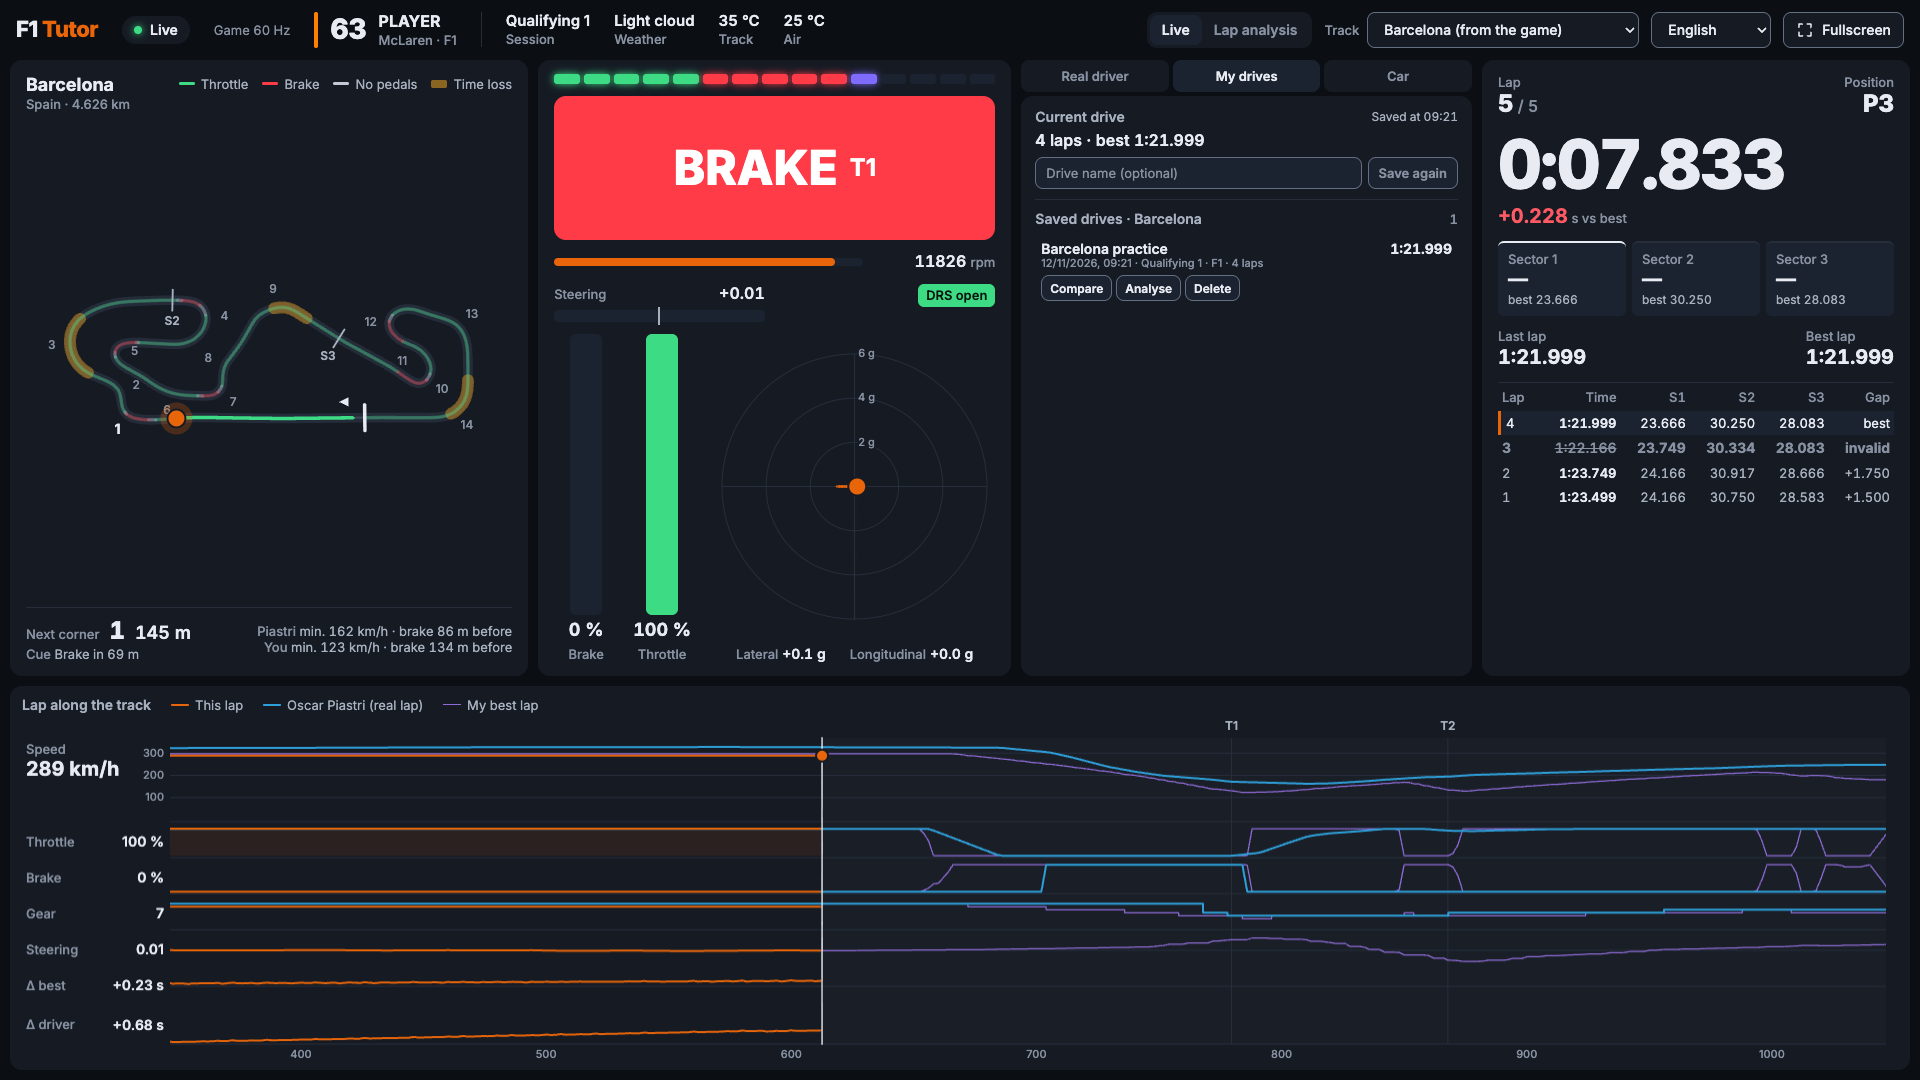 F1 Tutor
Live
Game 60 Hz
63
PLAYER
McLaren · F1
Qualifying 1
Session
Light cloud
Weather
35 °C
Track
25 °C
Air
Live
Lap analysis
Track
Barcelona (from the game)
English
Fullscreen
Barcelona
Spain · 4.626 km
Throttle
Brake
No pedals
Time loss
9
S2
4
3
5
8
2
6
7
1
S3
12
13
11
10
14
Next corner 1 145 m
Cue Brake in 69 m
Piastri min. 162 km/h · brake 86 m before
You min. 123 km/h · brake 134 m before
BRAKE T1
11826 rpm
Steering +0.01
DRS open
6 g
4 g
2 g
0 %
Brake
100 %
Throttle
Lateral +0.1 g
Longitudinal +0.0 g
Real driver
My drives
Car
Current drive
Saved at 09:21
4 laps · best 1:21.999
Drive name (optional)
Save again
Saved drives · Barcelona 1
Barcelona practice 1:21.999
12/11/2026, 09:21 · Qualifying 1 · F1 · 4 laps
Compare
Analyse
Delete
Lap
5 / 5
Position
P3
0:07.833
+0.228 s vs best
Sector 1
—
best 23.666
Sector 2
—
best 30.250
Sector 3
—
best 28.083
Last lap
1:21.999
Best lap
1:21.999
Lap Time S1 S2 S3 Gap
4 1:21.999 23.666 30.250 28.083 best
3 1:22.166 23.749 30.334 28.083 invalid
2 1:23.749 24.166 30.917 28.666 +1.750
1 1:23.499 24.166 30.750 28.583 +1.500
Lap along the track
This lap
Oscar Piastri (real lap)
My best lap
T1
T2
Speed
289 km/h
300
200
100
Throttle 100 %
Brake 0 %
Gear 7
Steering 0.01
Δ best +0.23 s
Δ driver +0.68 s
400
500
600
700
800
900
1000